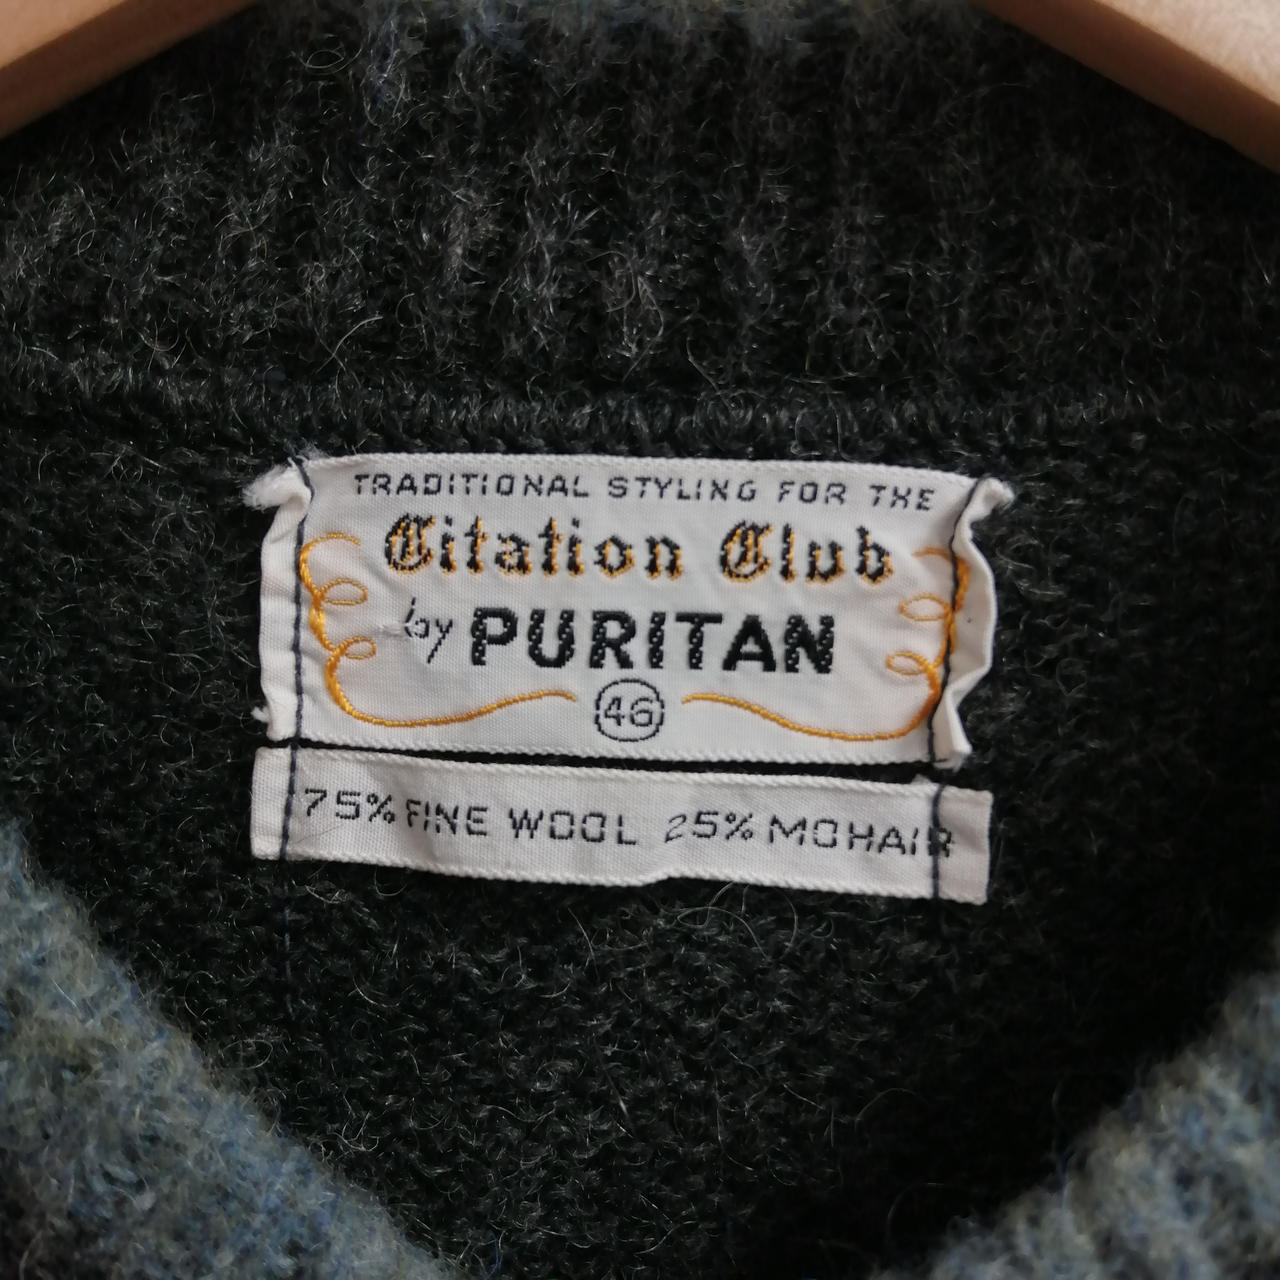 TRADITIONAL STYLING FOR THE
Citation Club
by PURITAN
46
75% FINE WOOL 25% MOHAIR